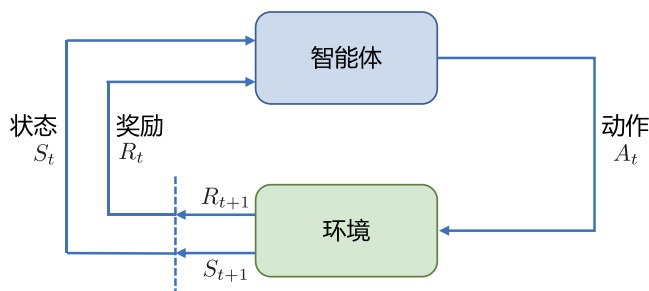 智能体
状态
S_t
奖励
R_t
动作
A_t
R_{t+1}
环境
S_{t+1}